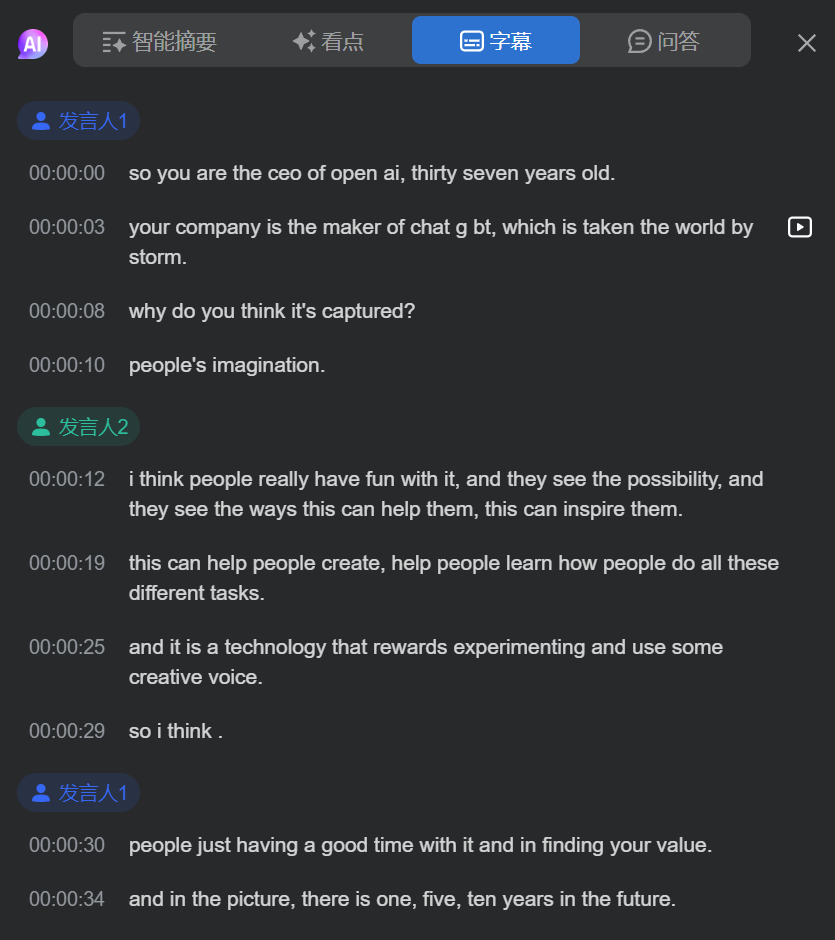 AI 智能摘要 看点 字幕 问答
发言人1
00:00:00 so you are the ceo of open ai, thirty seven years old.
00:00:03 your company is the maker of chat g bt, which is taken the world by
storm.
00:00:08 why do you think it's captured?
00:00:10 people's imagination.
发言人2
00:00:12 i think people really have fun with it, and they see the possibility, and
they see the ways this can help them, this can inspire them.
00:00:19 this can help people create, help people learn how people do all these
different tasks.
00:00:25 and it is a technology that rewards experimenting and use some
creative voice.
00:00:29 so i think .
发言人1
00:00:30 people just having a good time with it and in finding your value.
00:00:34 and in the picture, there is one, five, ten years in the future.